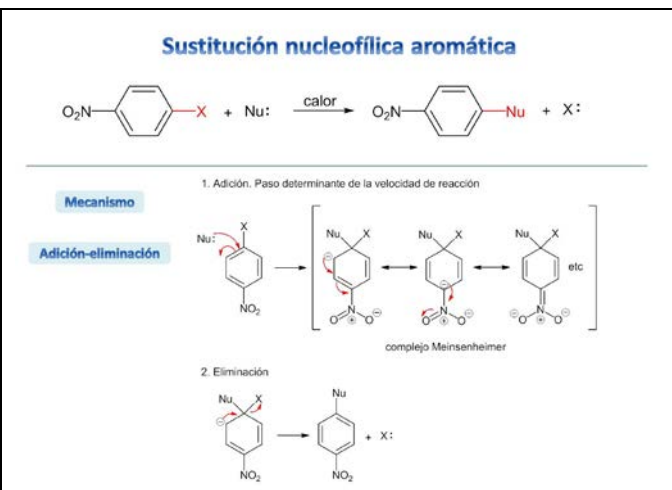 Sustitución nucleofílica aromática
O₂N X + Nu: calor O₂N Nu + X:
1. Adición. Paso determinante de la velocidad de reacción
Mecanismo
Adición-eliminación
Nu: X NO₂
Nu X ⊖ O N ⊕ O ⊖
Nu X ⊖ O N ⊕ O ⊖
Nu X ⊖ O N ⊕ O ⊖
etc
complejo Meinsenheimer
2. Eliminación
Nu X ⊖ NO₂
Nu NO₂ + X: